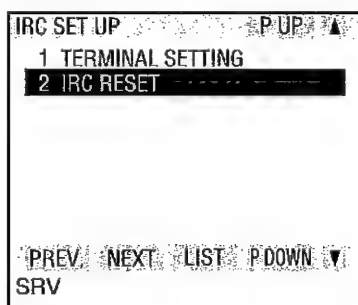 IRC SET UP P.UP ▲
1 TERMINAL SETTING
2 IRC RESET
PREV. NEXT LIST P.DOWN ▼
SRV